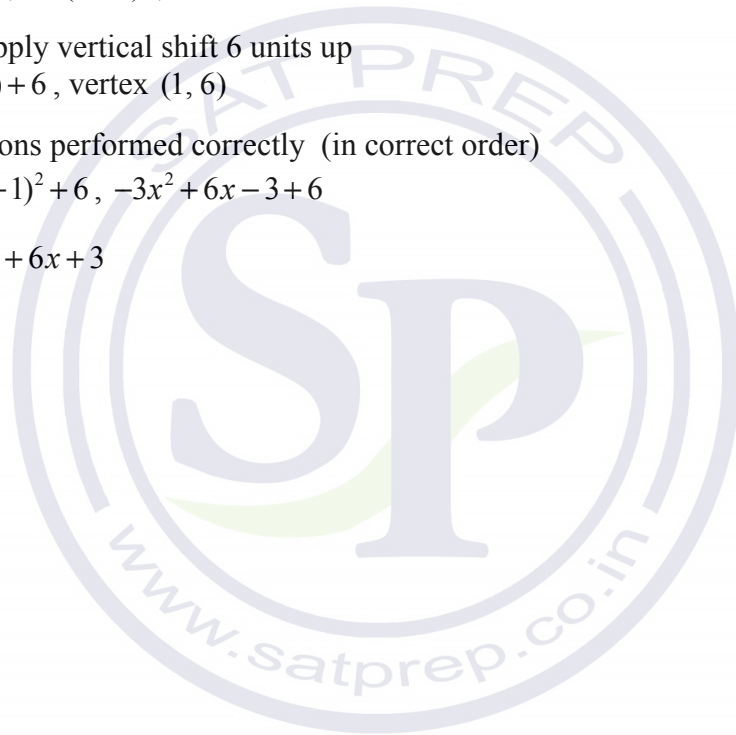 pply vertical shift 6 units up
) + 6 , vertex (1, 6)
ons performed correctly (in correct order)
−1)² + 6 , −3x² + 6x − 3 + 6
+ 6x + 3
SAT PREP
SP
www.satprep.co.in